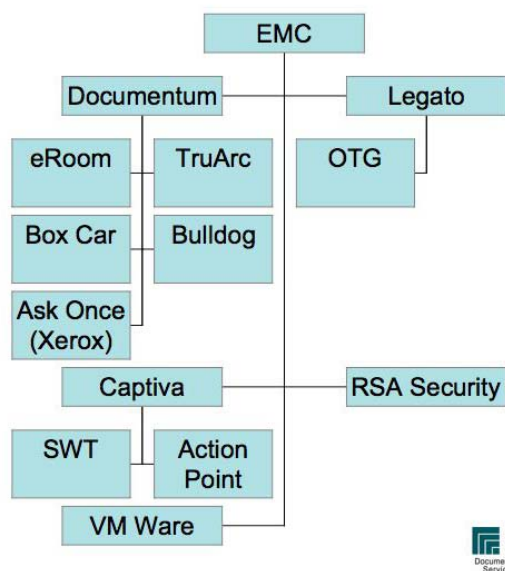 EMC
Documentum
Legato
eRoom
TruArc
OTG
Box Car
Bulldog
Ask Once
(Xerox)
Captiva
RSA Security
SWT
Action
Point
VM Ware